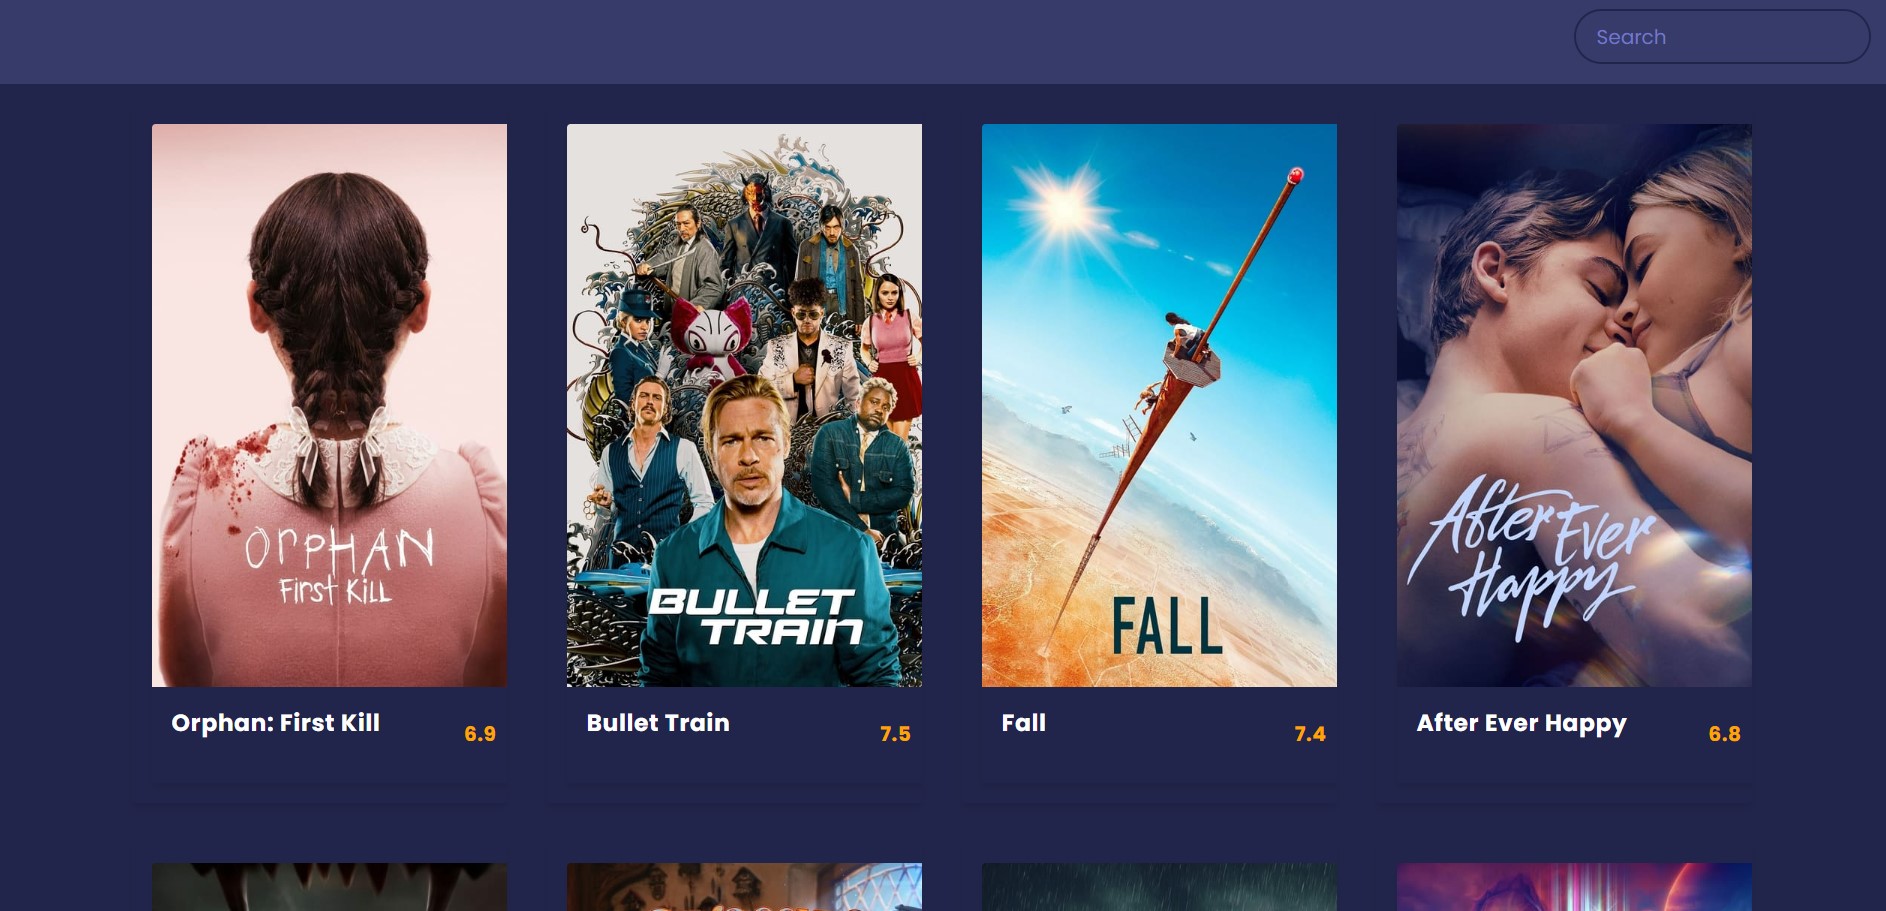 Search
OrpHAN
First KiLL
BULLET
TRAIN
FALL
After Ever
Happy
Orphan: First Kill
6.9
Bullet Train
7.5
Fall
7.4
After Ever Happy
6.8